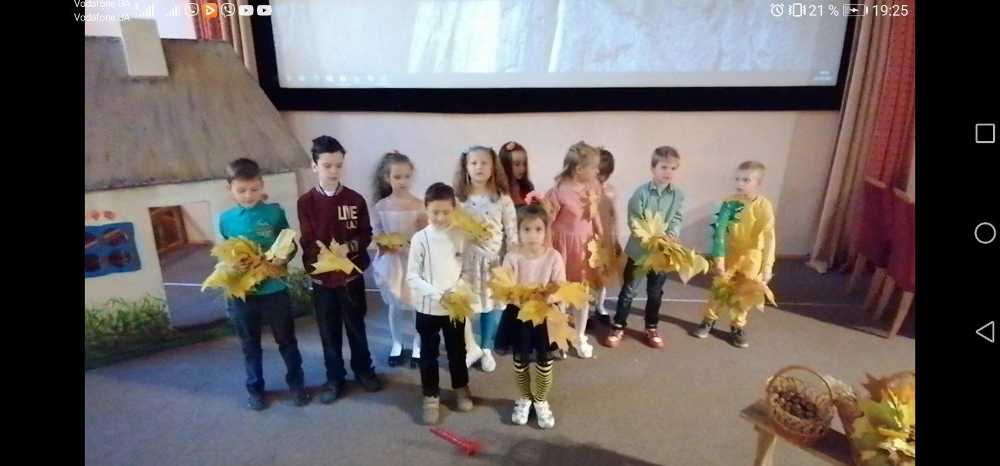 Vodafone UA E
Vodafone UA
21 % 19:25
LIVE